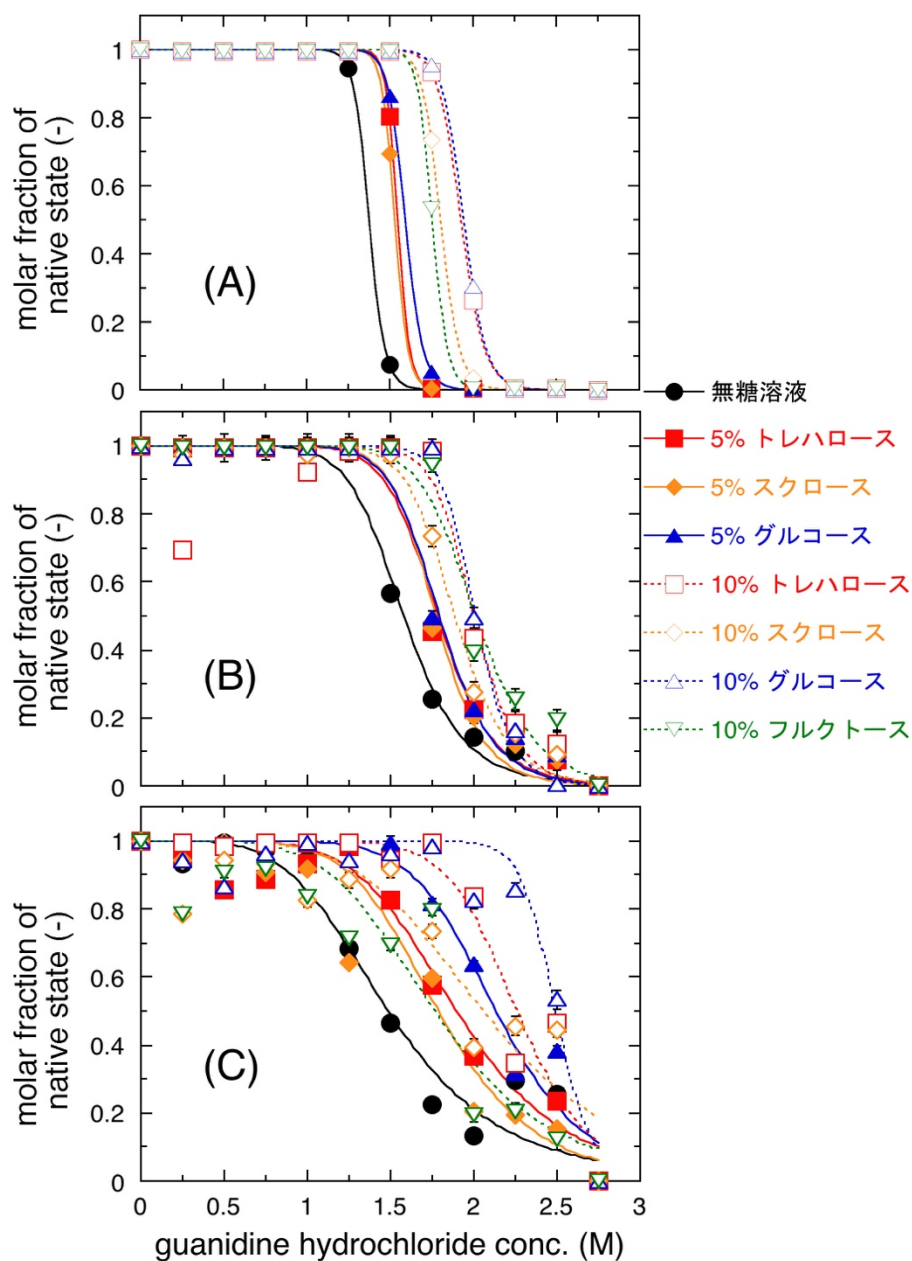 1
0.8
0.6
0.4
0.2
0
molar fraction of
native state (-)
(A)
1
0.8
0.6
0.4
0.2
0
molar fraction of
native state (-)
(B)
1
0.8
0.6
0.4
0.2
0
molar fraction of
native state (-)
(C)
0 0.5 1 1.5 2 2.5 3
guanidine hydrochloride conc. (M)
無糖溶液
5% トレハロース
5% スクロース
5% グルコース
10% トレハロース
10% スクロース
10% グルコース
10% フルクトース